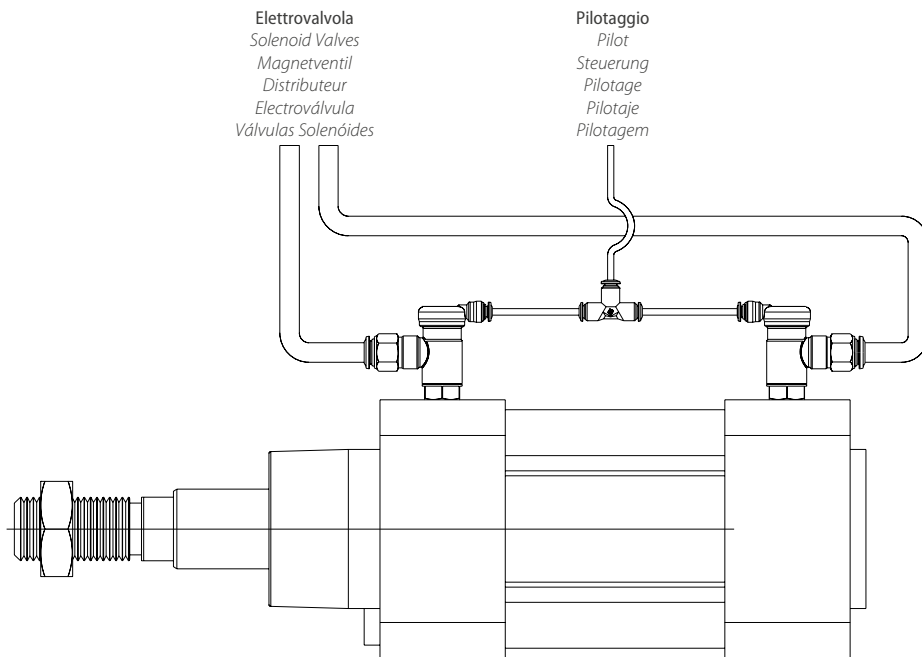 Elettrovalvola
Solenoid Valves
Magnetventil
Distributeur
Electroválvula
Válvulas Solenóides
Pilotaggio
Pilot
Steuerung
Pilotage
Pilotaje
Pilotagem